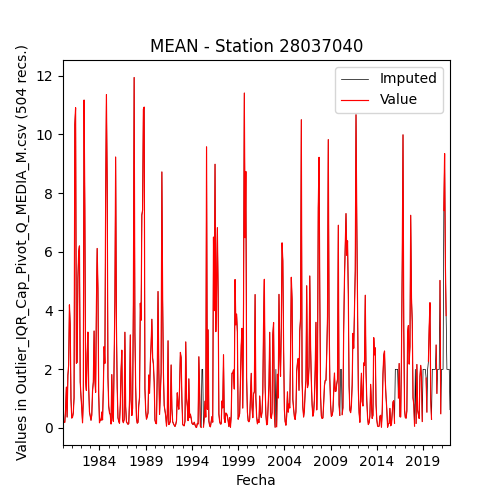 MEAN - Station 28037040
Imputed
Value
Values in Outlier_IQR_Cap_Pivot_Q_MEDIA_M.csv (504 recs.)
12
10
8
6
4
2
0
1984 1989 1994 1999 2004 2009 2014 2019
Fecha